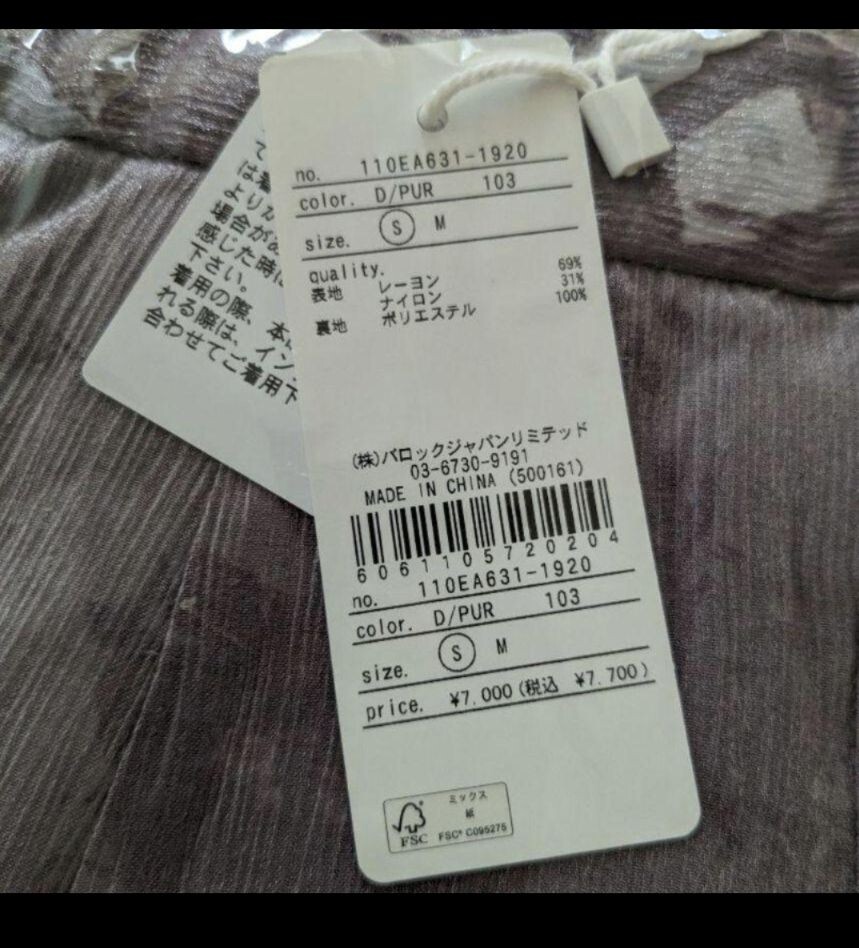 no. 110EA631-1920
color. D/PUR 103
size. S M
quality. 69%
表地 レーヨン 31%
ナイロン 100%
裏地 ポリエステル
(株)バロックジャパンリミテッド
03-6730-9191
MADE IN CHINA (500161)
6061105720204
no. 110EA631-1920
color. D/PUR 103
size. S M
price. ¥7,000(税込 ¥7,700)
ミックス
紙
FSC
FSC® C095275
て
は着
よりか
場合が
感じた時に
下さい。
着用の際、本
れる際は、イン
合わせてご着用下